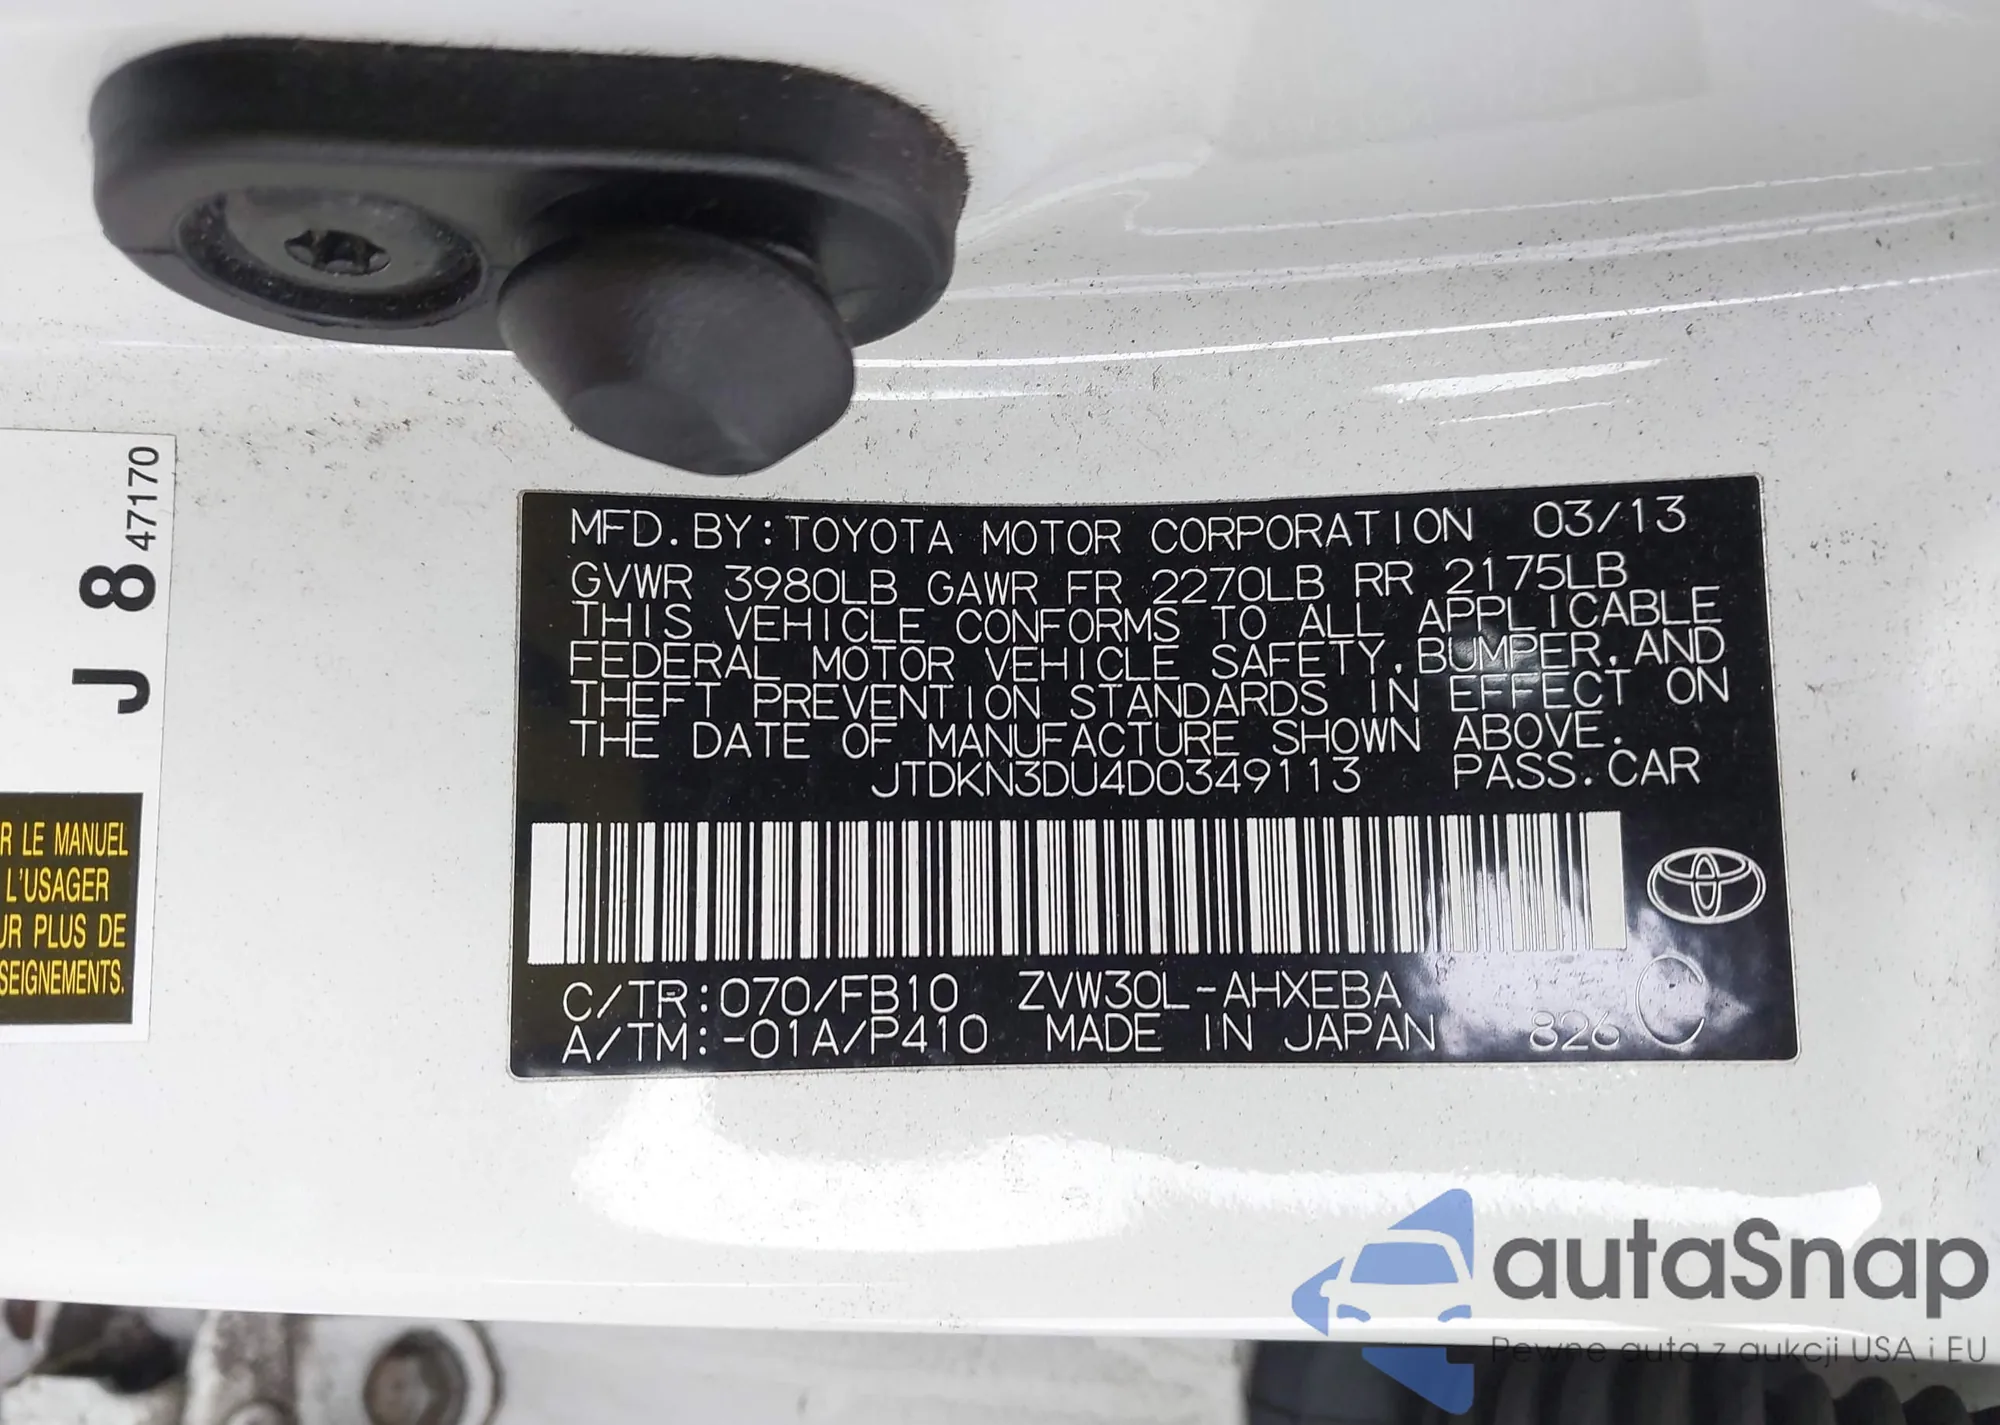 J 8 47170
R LE MANUEL
L'USAGER
UR PLUS DE
SEIGNEMENTS.
MFD. BY:TOYOTA MOTOR CORPORATION 03/13
GVWR 3980LB GAWR FR 2270LB RR 2175LB
THIS VEHICLE CONFORMS TO ALL APPLICABLE
FEDERAL MOTOR VEHICLE SAFETY, BUMPER, AND
THEFT PREVENTION STANDARDS IN EFFECT ON
THE DATE OF MANUFACTURE SHOWN ABOVE.
JTDKN3DU4D0349113 PASS. CAR
C/TR:070/FB10 ZVW30L-AHXEBA
A/TM:-01A/P410 MADE IN JAPAN 826 C
autaSnap
Pewne auta z aukcji USA i EU